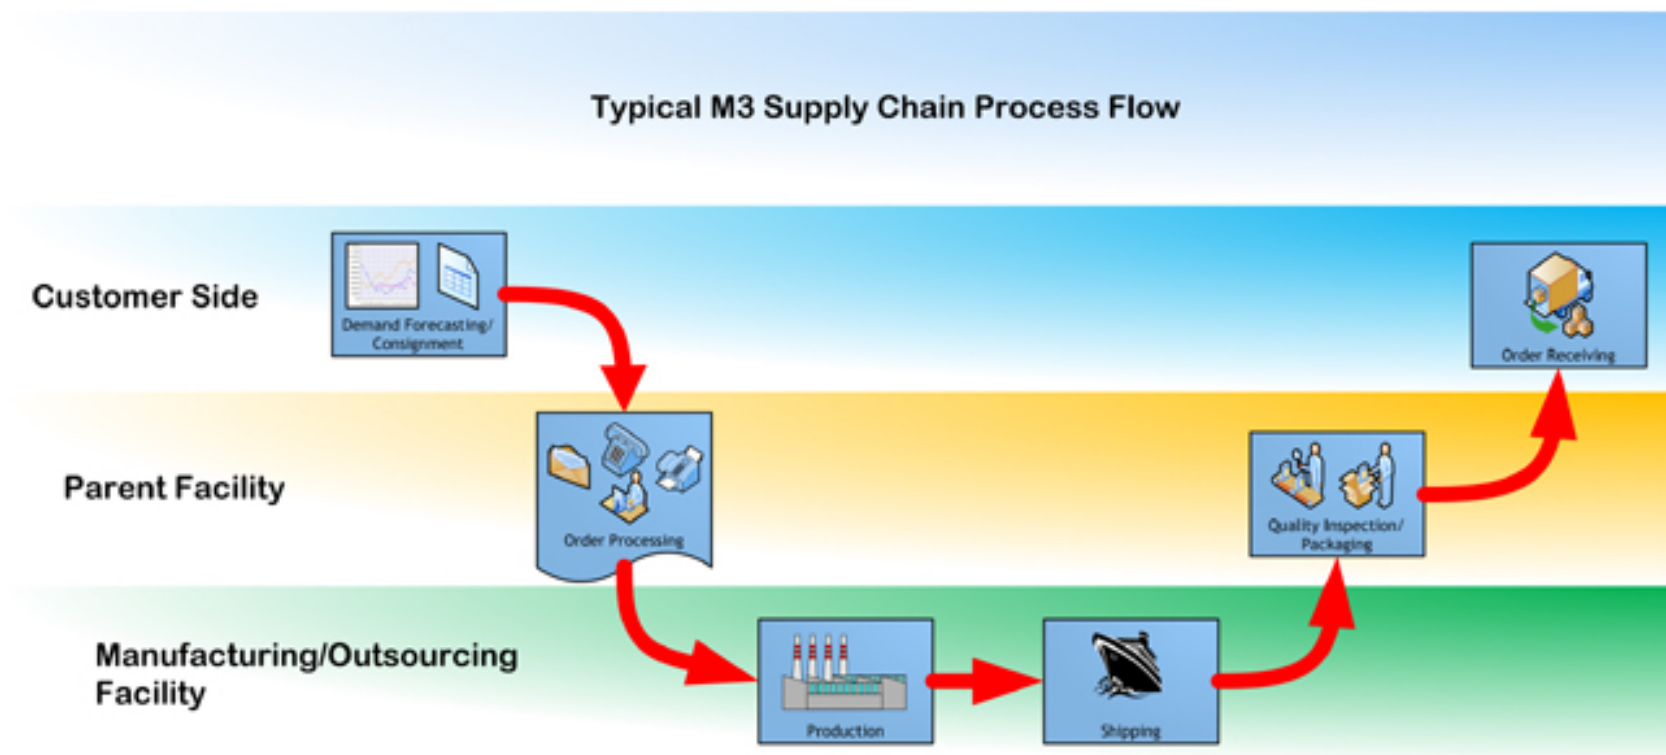 Typical M3 Supply Chain Process Flow
Customer Side
Demand Forecasting/
Consignment
Order Receiving
Parent Facility
Order Processing
Quality Inspection/
Packaging
Manufacturing/Outsourcing
Facility
Production
Shipping